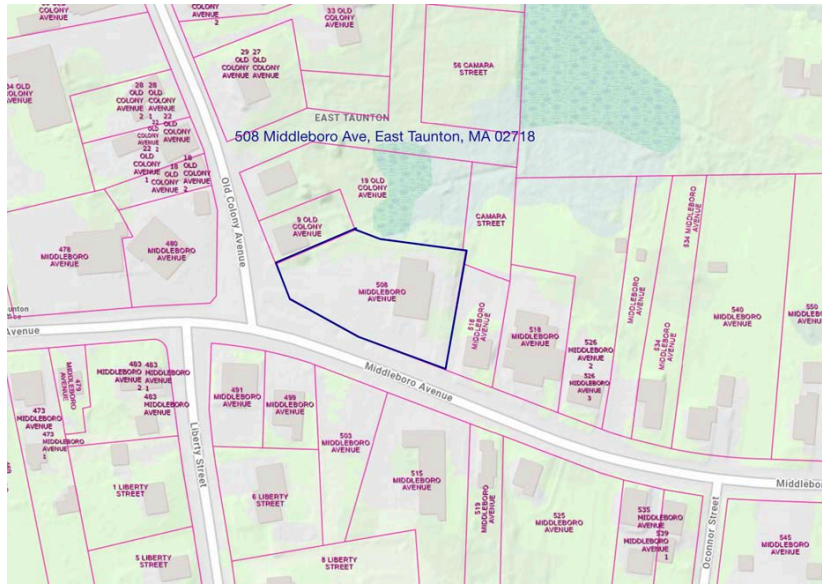 33 OLD
COLONY
AVENUE
COLONY
AVENUE
2
29 27
OLD OLD
COLONY COLONY
AVENUE AVENUE
56 CAMARA
STREET
OLD
COLONY
AVENUE
28 28
OLD OLD
COLONY COLONY
AVENUE AVENUE
2 1
22
OLD
COLONY
AVENUE
2
22
OLD
COLONY
AVENUE
1
18
OLD
COLONY
AVENUE
1
18
OLD
COLONY
AVENUE
2
EAST TAUNTON
508 Middleboro Ave, East Taunton, MA 02718
19 OLD
COLONY
AVENUE
9 OLD
COLONY
AVENUE
CAMARA
STREET
Old Colony Avenue
478
MIDDLEBORO
AVENUE
480
MIDDLEBORO
AVENUE
508
MIDDLEBORO
AVENUE
518
MIDDLEBORO
AVENUE
526
MIDDLEBORO
AVENUE
2
526
MIDDLEBORO
AVENUE
3
MIDDLEBORO
AVENUE
534 MIDDLEBORO
AVENUE
534
MIDDLEBORO
AVENUE
540
MIDDLEBORO
AVENUE
550
Avenue
Middleboro Avenue
479
MIDDLEBORO
AVENUE
483
MIDDLEBORO
AVENUE
2
483
MIDDLEBORO
AVENUE
1
483
MIDDLEBORO
AVENUE
473
MIDDLEBORO
AVENUE
473
MIDDLEBORO
AVENUE
1
491
MIDDLEBORO
AVENUE
499
MIDDLEBORO
AVENUE
503
MIDDLEBORO
AVENUE
Liberty Street
515
MIDDLEBORO
AVENUE
519
MIDDLEBORO
AVENUE
525
MIDDLEBORO
AVENUE
535
MIDDLEBORO
AVENUE
539
MIDDLEBORO
AVENUE
1
Oconnor Street
545
MIDDLEBORO
AVENUE
1 LIBERTY
STREET
6 LIBERTY
STREET
5 LIBERTY
STREET
8 LIBERTY
STREET